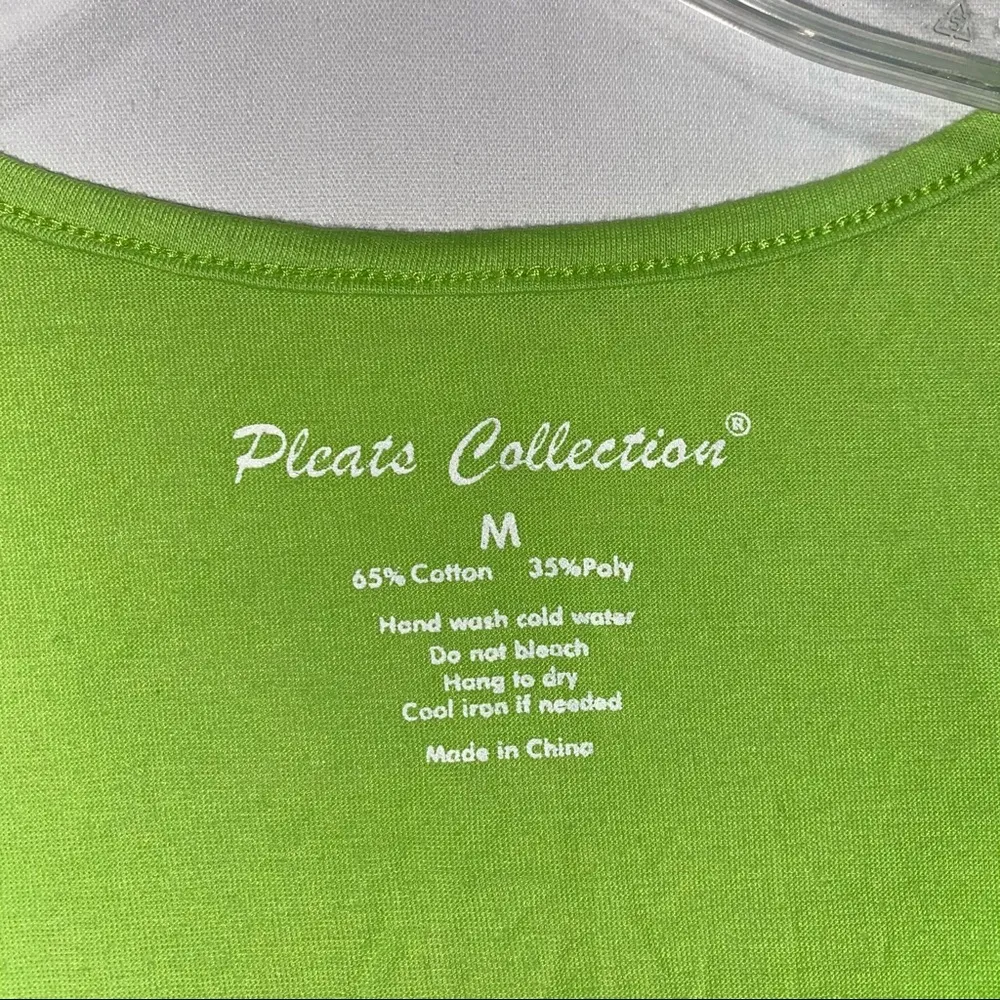 Pleats Collection®
M
65% Cotton 35%Poly
Hand wash cold water
Do not bleach
Hang to dry
Cool iron if needed
Made in China